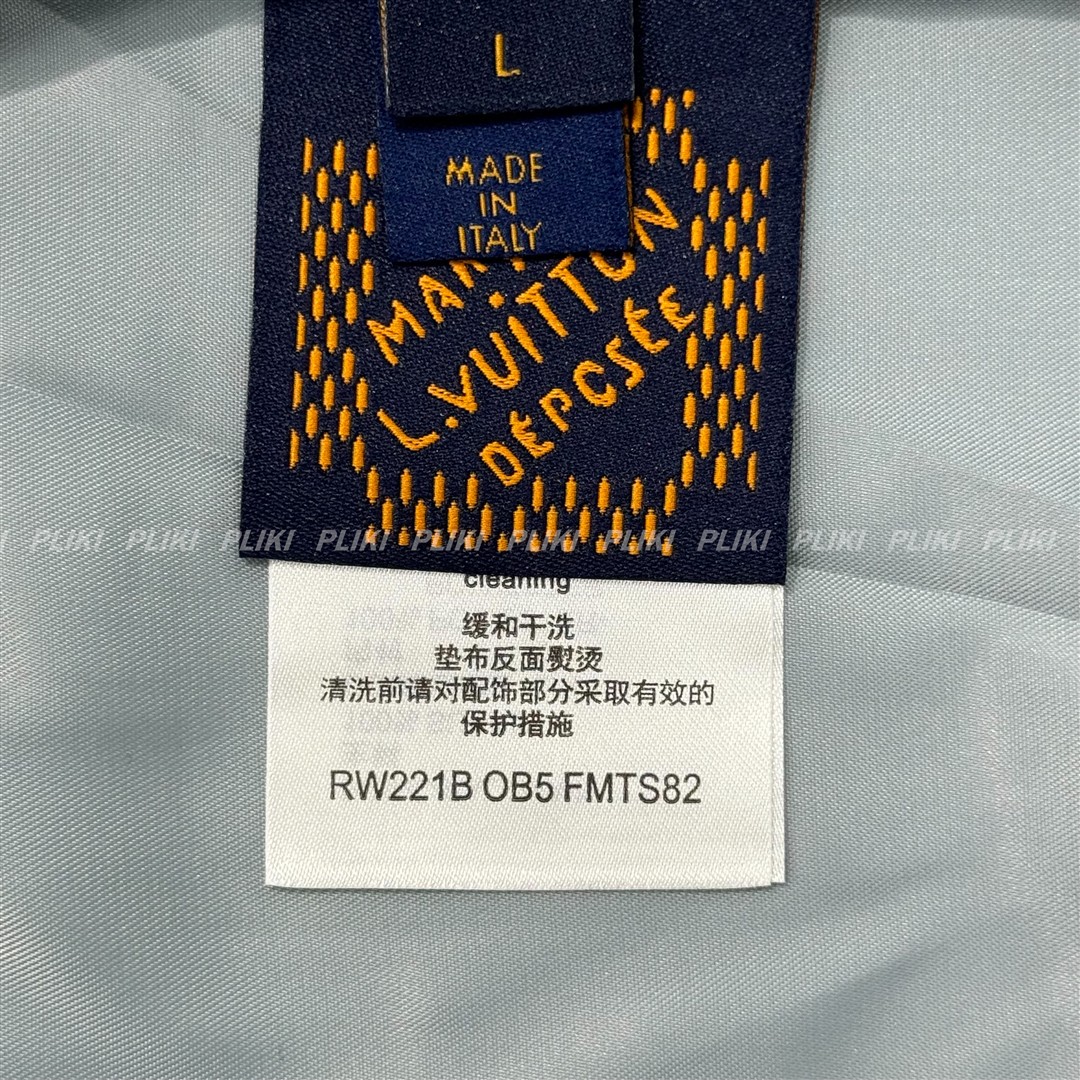 L
MADE
IN
ITALY
L.VUITTON
DÉPOSÉE
cleaning
缓和干洗
垫布反面熨烫
清洗前请对配饰部分采取有效的
保护措施
RW221B OB5 FMTS82
PLIKI PLIKI PLIKI PLIKI PLIKI PLIKI PLIKI PLIKI PLIKI PLIKI PLIKI